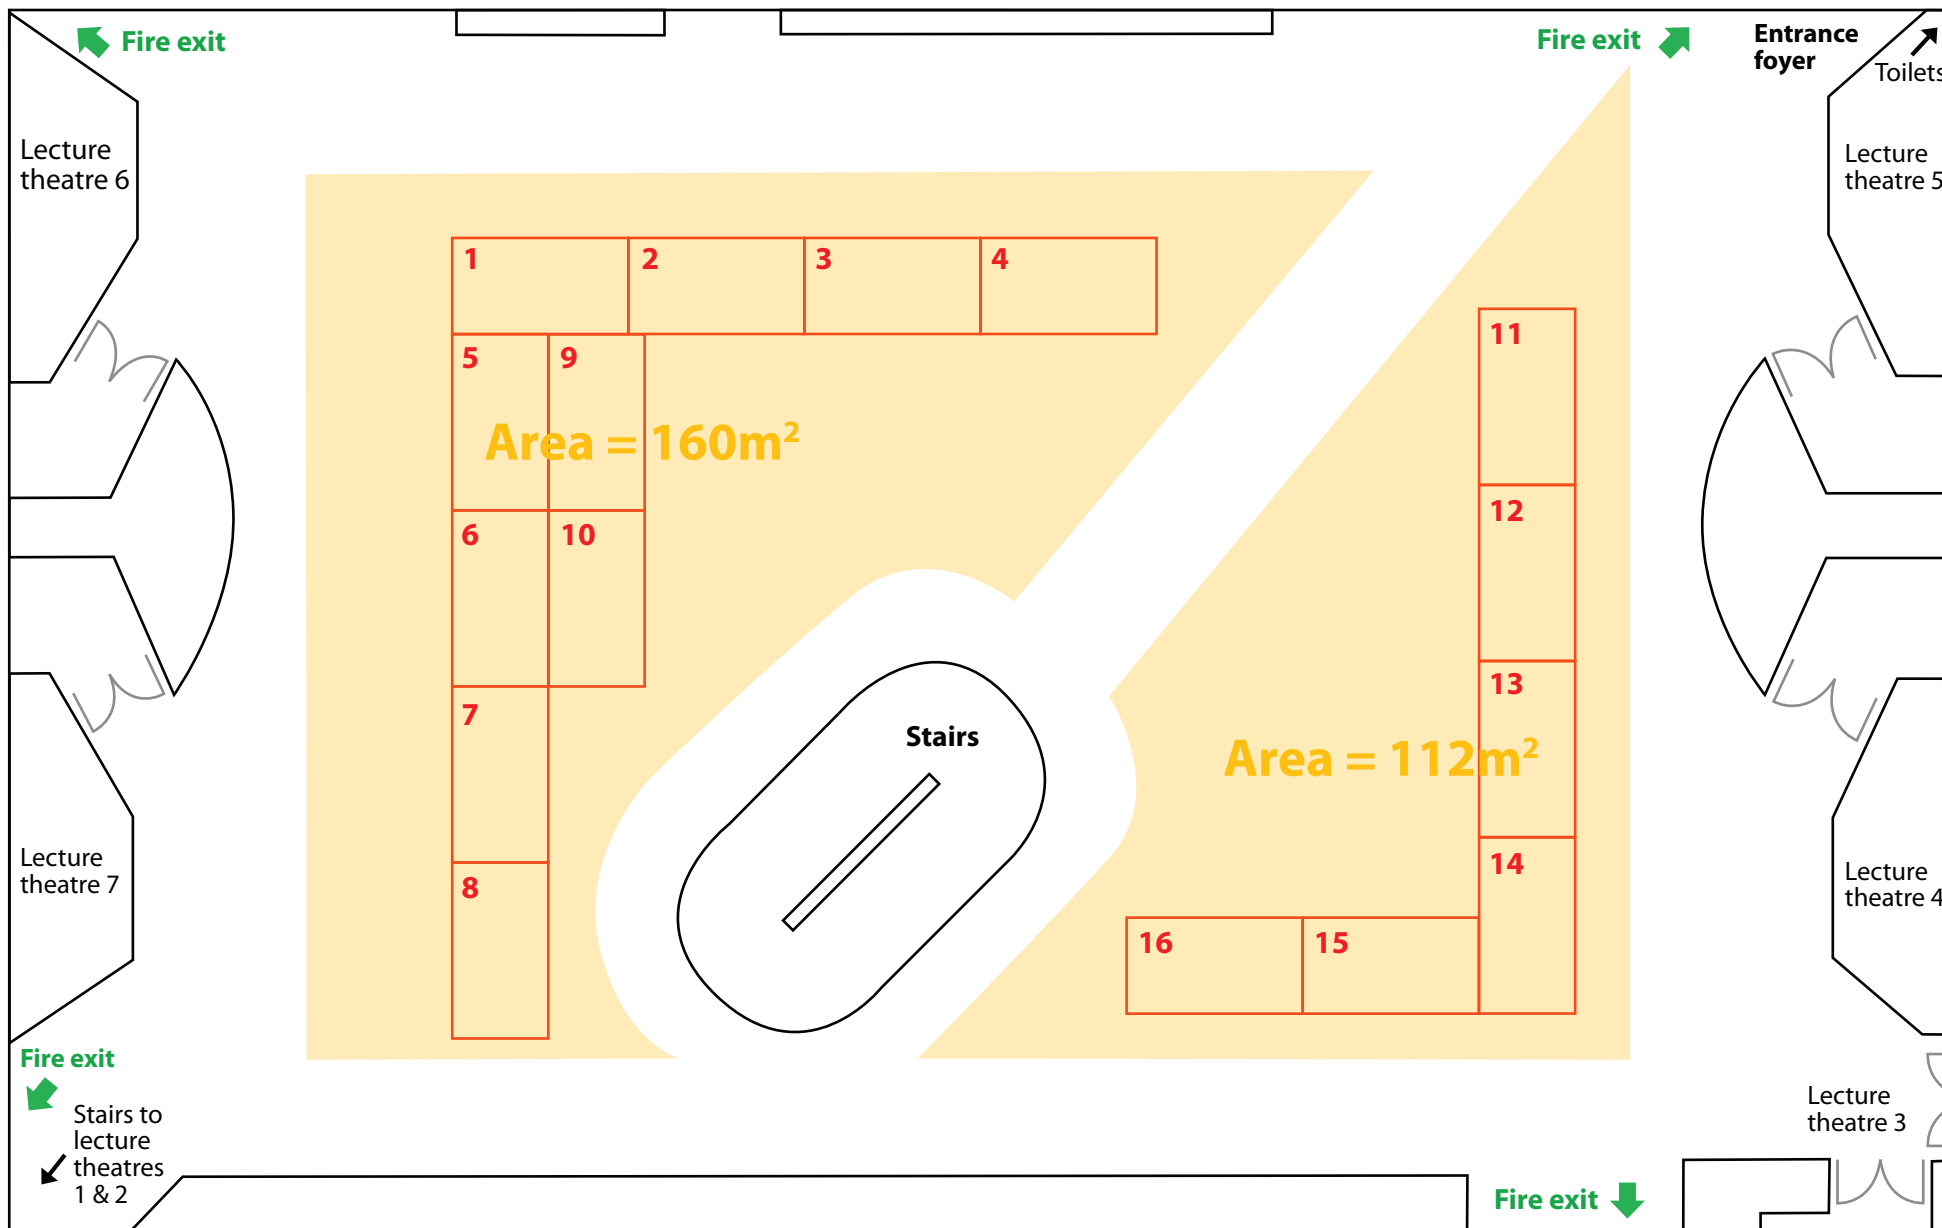 Fire exit
Fire exit
Entrance
foyer
Toilets
Lecture
theatre 6
Lecture
theatre 5
1
2
3
4
5
9
11
Area = 160m²
12
6
10
13
7
Stairs
Area = 112m²
14
8
Lecture
theatre 7
Lecture
theatre 4
16
15
Fire exit
Stairs to
lecture
theatres
1 & 2
Lecture
theatre 3
Fire exit